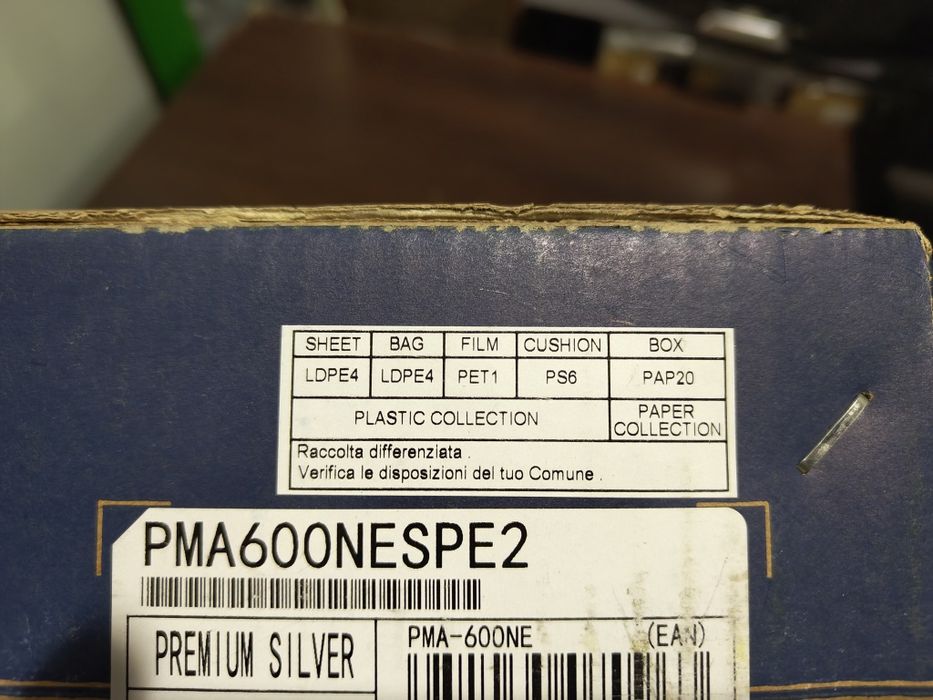 SHEET BAG FILM CUSHION BOX
LDPE4 LDPE4 PET1 PS6 PAP20
PLASTIC COLLECTION PAPER COLLECTION
Raccolta differenziata .
Verifica le disposizioni del tuo Comune .
PMA600NESPE2
PREMIUM SILVER PMA-600NE (EAN)